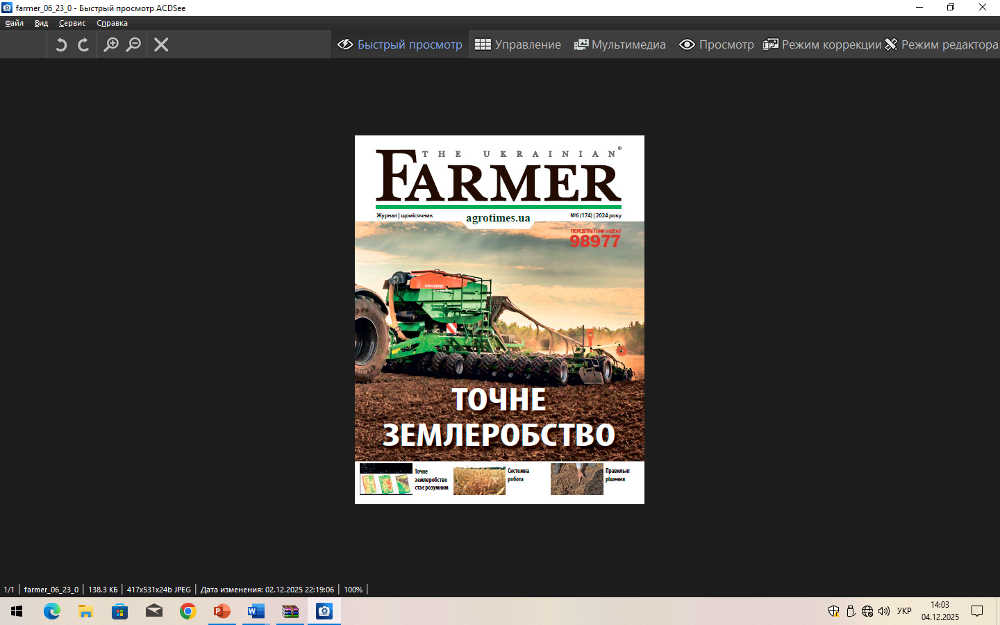 farmer_06_23_0 - Быстрый просмотр ACDSee
Файл Вид Сервис Справка
Быстрый просмотр Управление Мультимедиа Просмотр Режим коррекции Режим редактора
THE UKRAINIAN®
FARMER
Журнал | щомісячник
agrotimes.ua
№6 (174) | 2024 року
ПЕРЕДПЛАТНИЙ ІНДЕКС
98977
AMAZONE
ТОЧНЕ
ЗЕМЛЕРОБСТВО
Точне
землеробство
стає розумним
Системна
робота
Правильні
рішення
1/1 | farmer_06_23_0 | 138.3 КБ | 417x531x24b JPEG | Дата изменения: 02.12.2025 22:19:06 | 100% |
УКР
14:03
04.12.2025